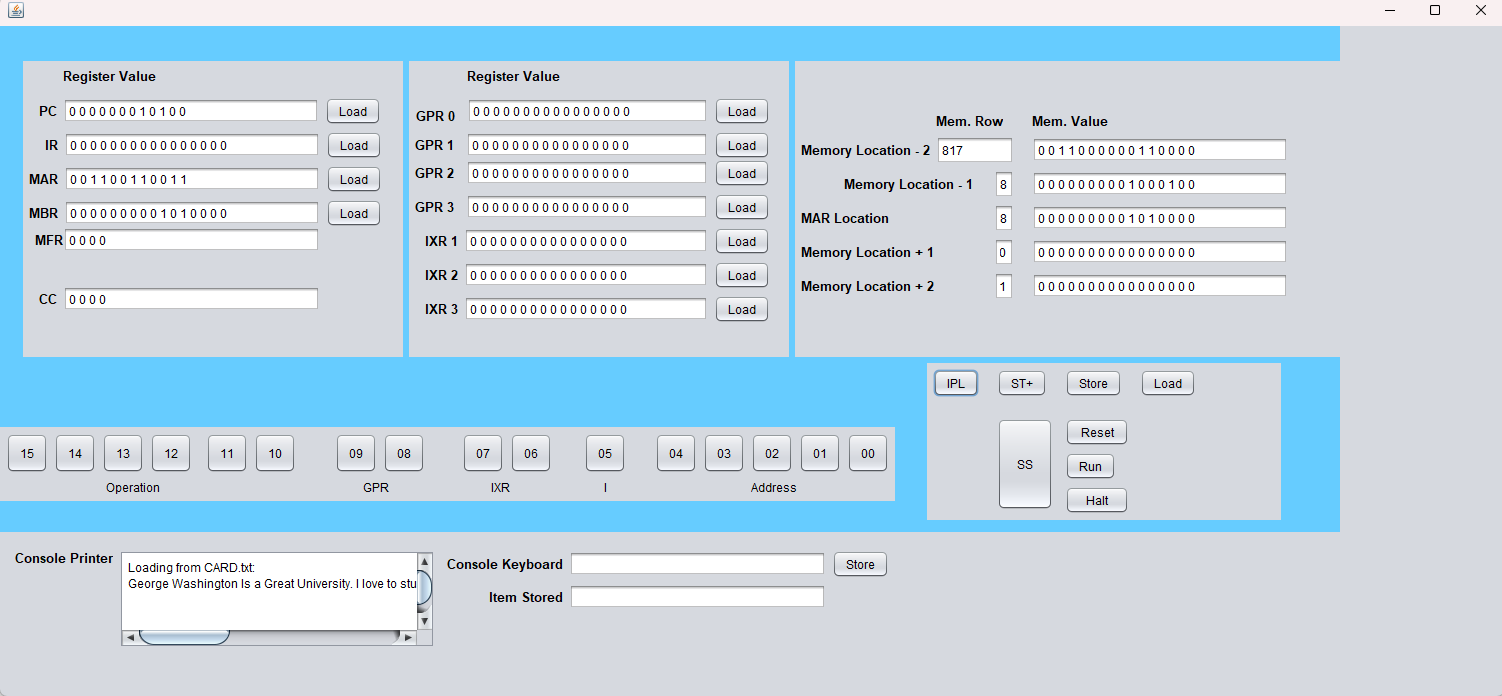 Register Value
PC 0 0 0 0 0 0 0 1 0 1 0 0 Load
IR 0 0 0 0 0 0 0 0 0 0 0 0 0 0 0 0 Load
MAR 0 0 1 1 0 0 1 1 0 0 1 1 Load
MBR 0 0 0 0 0 0 0 0 0 1 0 1 0 0 0 0 Load
MFR 0 0 0 0
CC 0 0 0 0
Register Value
GPR 0 0 0 0 0 0 0 0 0 0 0 0 0 0 0 0 0 Load
GPR 1 0 0 0 0 0 0 0 0 0 0 0 0 0 0 0 0 Load
GPR 2 0 0 0 0 0 0 0 0 0 0 0 0 0 0 0 0 Load
GPR 3 0 0 0 0 0 0 0 0 0 0 0 0 0 0 0 0 Load
IXR 1 0 0 0 0 0 0 0 0 0 0 0 0 0 0 0 0 Load
IXR 2 0 0 0 0 0 0 0 0 0 0 0 0 0 0 0 0 Load
IXR 3 0 0 0 0 0 0 0 0 0 0 0 0 0 0 0 0 Load
Mem. Row Mem. Value
Memory Location - 2 817 0 0 1 1 0 0 0 0 0 0 1 1 0 0 0 0
Memory Location - 1 8 0 0 0 0 0 0 0 0 0 1 0 0 0 1 0 0
MAR Location 8 0 0 0 0 0 0 0 0 0 1 0 1 0 0 0 0
Memory Location + 1 0 0 0 0 0 0 0 0 0 0 0 0 0 0 0 0 0
Memory Location + 2 1 0 0 0 0 0 0 0 0 0 0 0 0 0 0 0 0
IPL ST+ Store Load
SS
Reset
Run
Halt
15 14 13 12 11 10 09 08 07 06 05 04 03 02 01 00
Operation GPR IXR I Address
Console Printer
Loading from CARD.txt:
George Washington Is a Great University. I love to stu
Console Keyboard Store
Item Stored